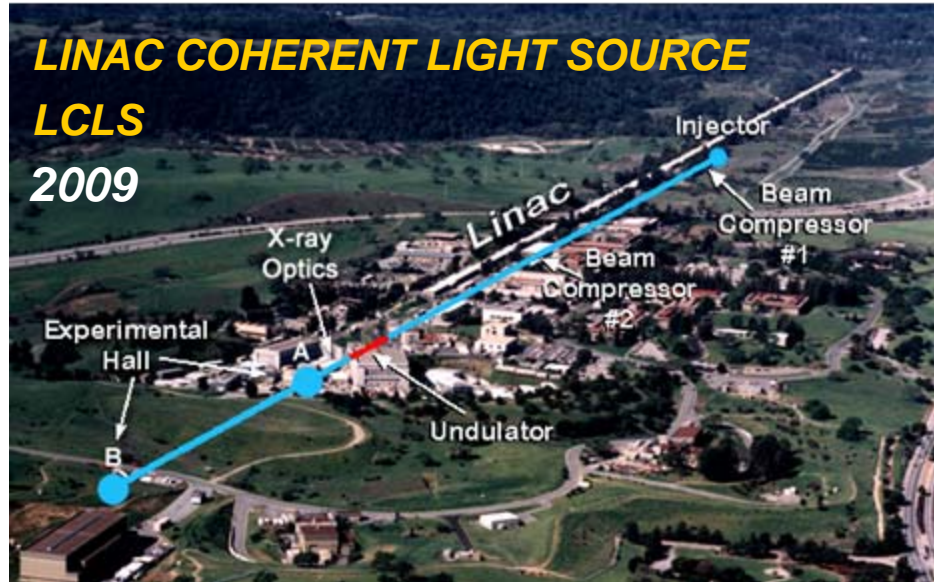 LINAC COHERENT LIGHT SOURCE
LCLS
2009
Injector
Linac
Beam
Compressor
#1
X-ray
Optics
Beam
Compressor
#2
Experimental
Hall
A
Undulator
B